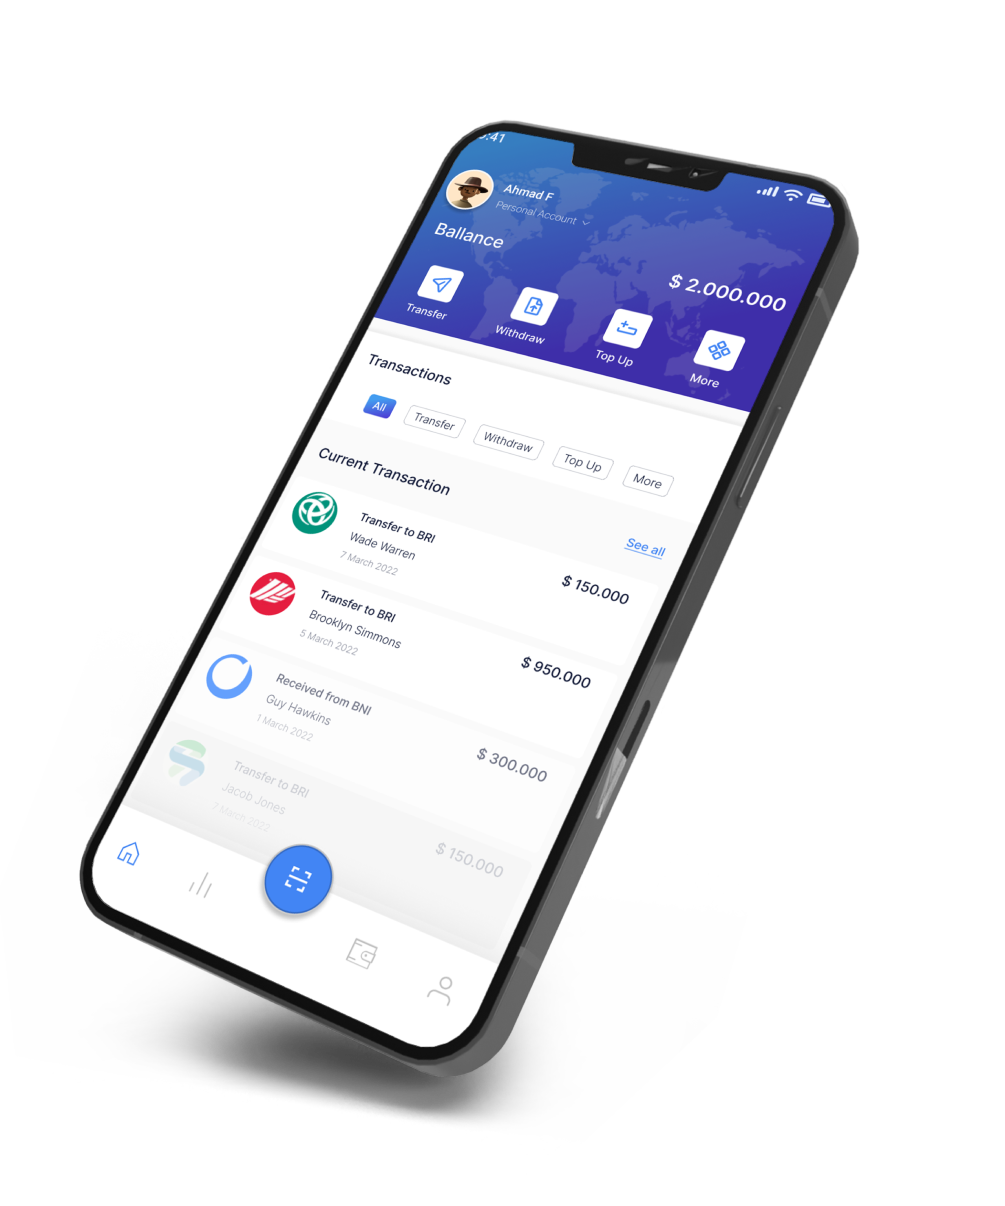 :41
Ahmad F
Personal Account
Ballance
$ 2.000.000
Transfer
Withdraw
Top Up
More
Transactions
All
Transfer
Withdraw
Top Up
More
Current Transaction
See all
Transfer to BRI
Wade Warren
7 March 2022
$ 150.000
Transfer to BRI
Brooklyn Simmons
5 March 2022
$ 950.000
Received from BNI
Guy Hawkins
1 March 2022
$ 300.000
Transfer to BRI
Jacob Jones
March 2022
$ 150.000